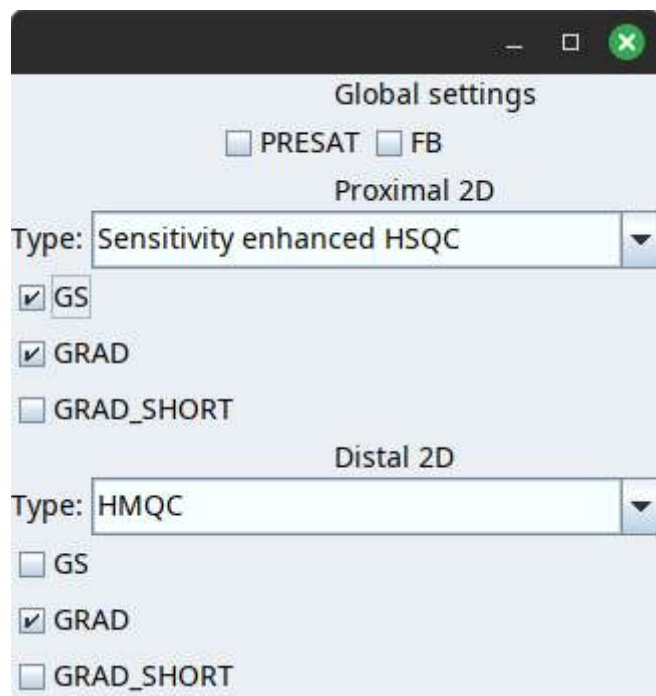 Global settings
PRESAT FB
Proximal 2D
Type: Sensitivity enhanced HSQC
GS
GRAD
GRAD_SHORT
Distal 2D
Type: HMQC
GS
GRAD
GRAD_SHORT